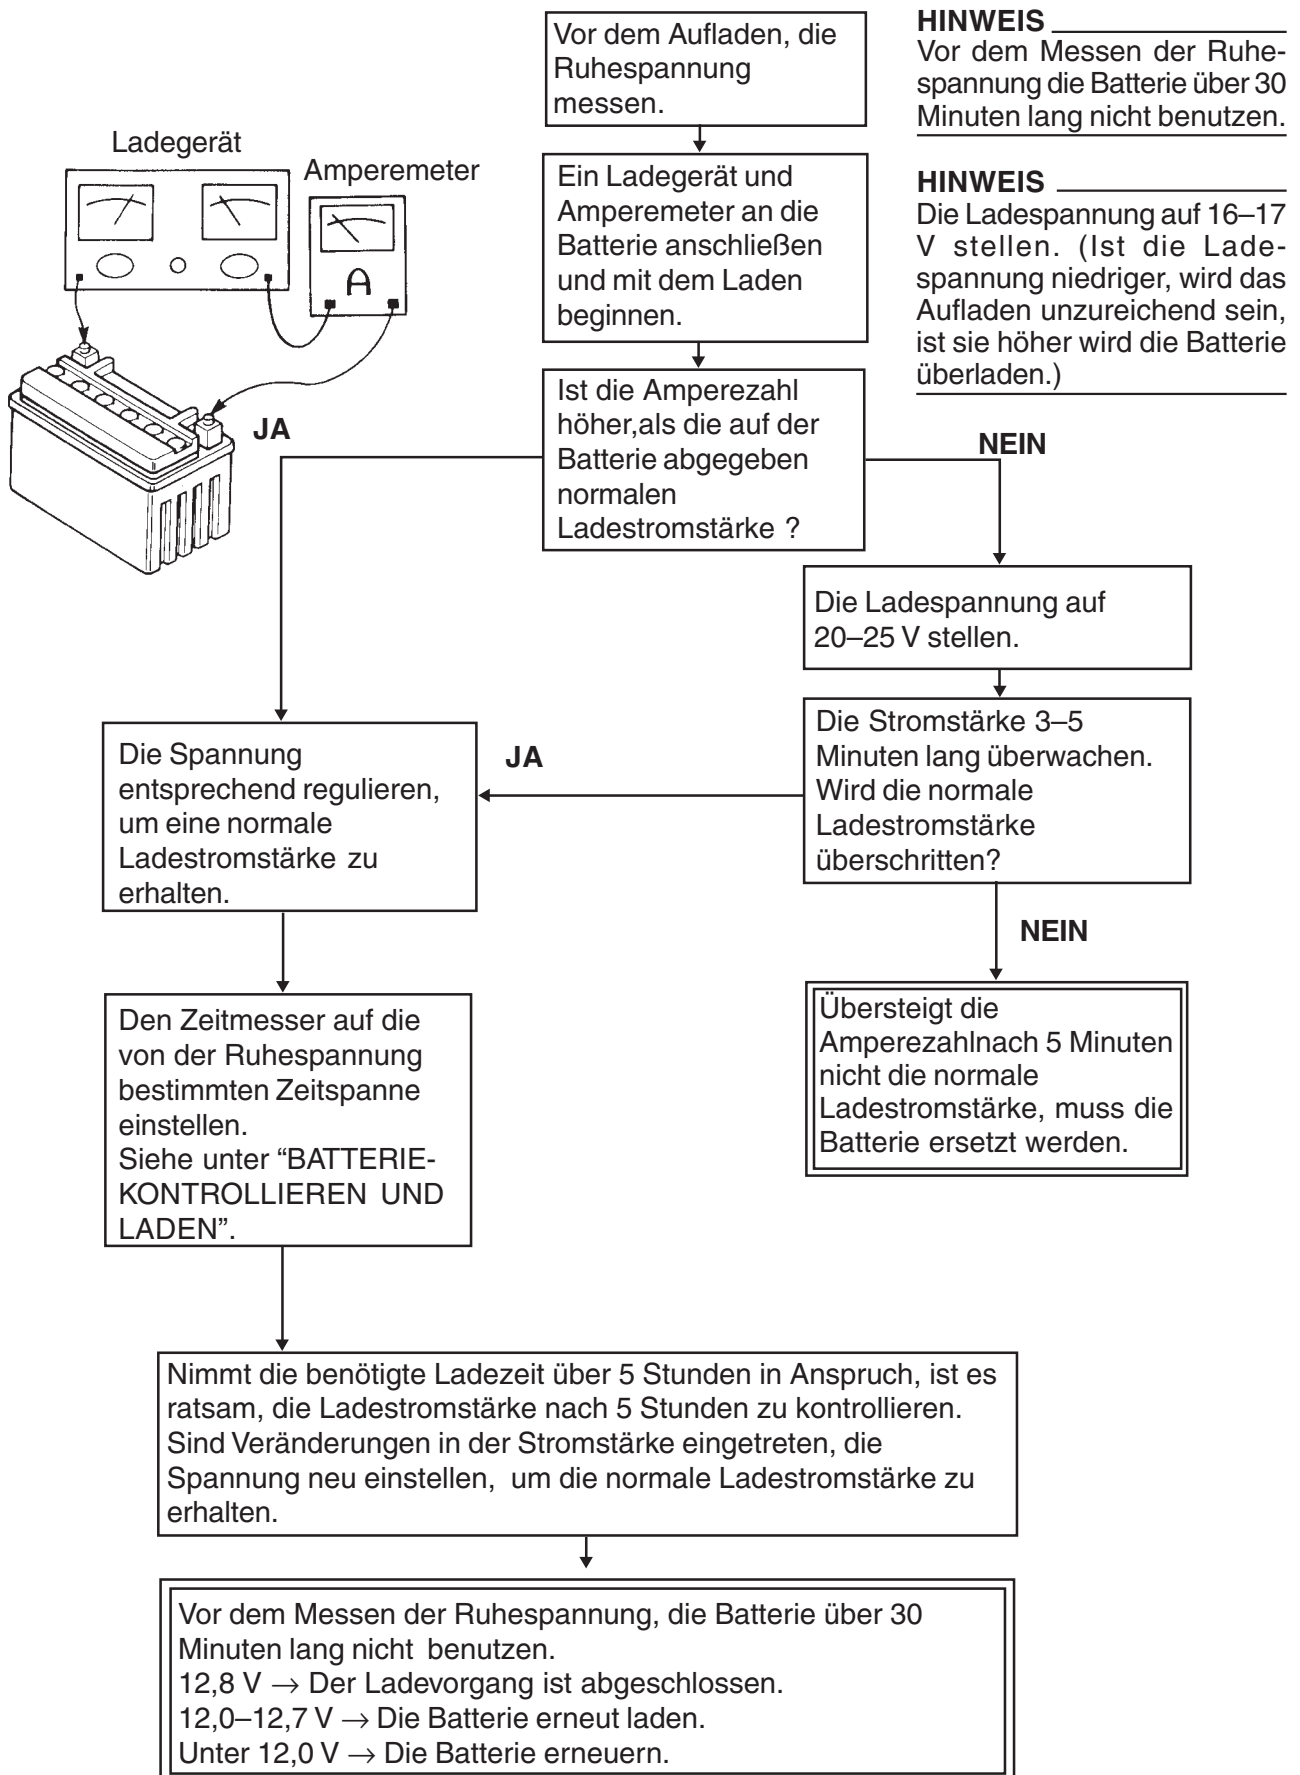 Vor dem Aufladen, die
Ruhespannung
messen.
HINWEIS
Vor dem Messen der Ruhe-
spannung die Batterie über 30
Minuten lang nicht benutzen.
Ladegerät
Amperemeter
A
Ein Ladegerät und
Amperemeter an die
Batterie anschließen
und mit dem Laden
beginnen.
HINWEIS
Die Ladespannung auf 16–17
V stellen. (Ist die Lade-
spannung niedriger, wird das
Aufladen unzureichend sein,
ist sie höher wird die Batterie
überladen.)
Ist die Amperezahl
höher,als die auf der
Batterie abgegeben
normalen
Ladestromstärke ?
JA
NEIN
Die Ladespannung auf
20–25 V stellen.
Die Stromstärke 3–5
Minuten lang überwachen.
Wird die normale
Ladestromstärke
überschritten?
JA
Die Spannung
entsprechend regulieren,
um eine normale
Ladestromstärke zu
erhalten.
NEIN
Übersteigt die
Amperezahlnach 5 Minuten
nicht die normale
Ladestromstärke, muss die
Batterie ersetzt werden.
Den Zeitmesser auf die
von der Ruhespannung
bestimmten Zeitspanne
einstellen.
Siehe unter “BATTERIE-
KONTROLLIEREN UND
LADEN”.
Nimmt die benötigte Ladezeit über 5 Stunden in Anspruch, ist es
ratsam, die Ladestromstärke nach 5 Stunden zu kontrollieren.
Sind Veränderungen in der Stromstärke eingetreten, die
Spannung neu einstellen, um die normale Ladestromstärke zu
erhalten.
Vor dem Messen der Ruhespannung, die Batterie über 30
Minuten lang nicht benutzen.
12,8 V → Der Ladevorgang ist abgeschlossen.
12,0–12,7 V → Die Batterie erneut laden.
Unter 12,0 V → Die Batterie erneuern.